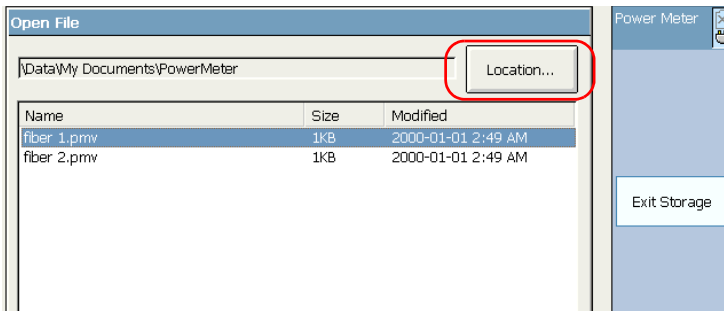 Open File
Power Meter
\Data\My Documents\PowerMeter
Location...
Name Size Modified
fiber 1.pmv 1KB 2000-01-01 2:49 AM
fiber 2.pmv 1KB 2000-01-01 2:49 AM
Exit Storage